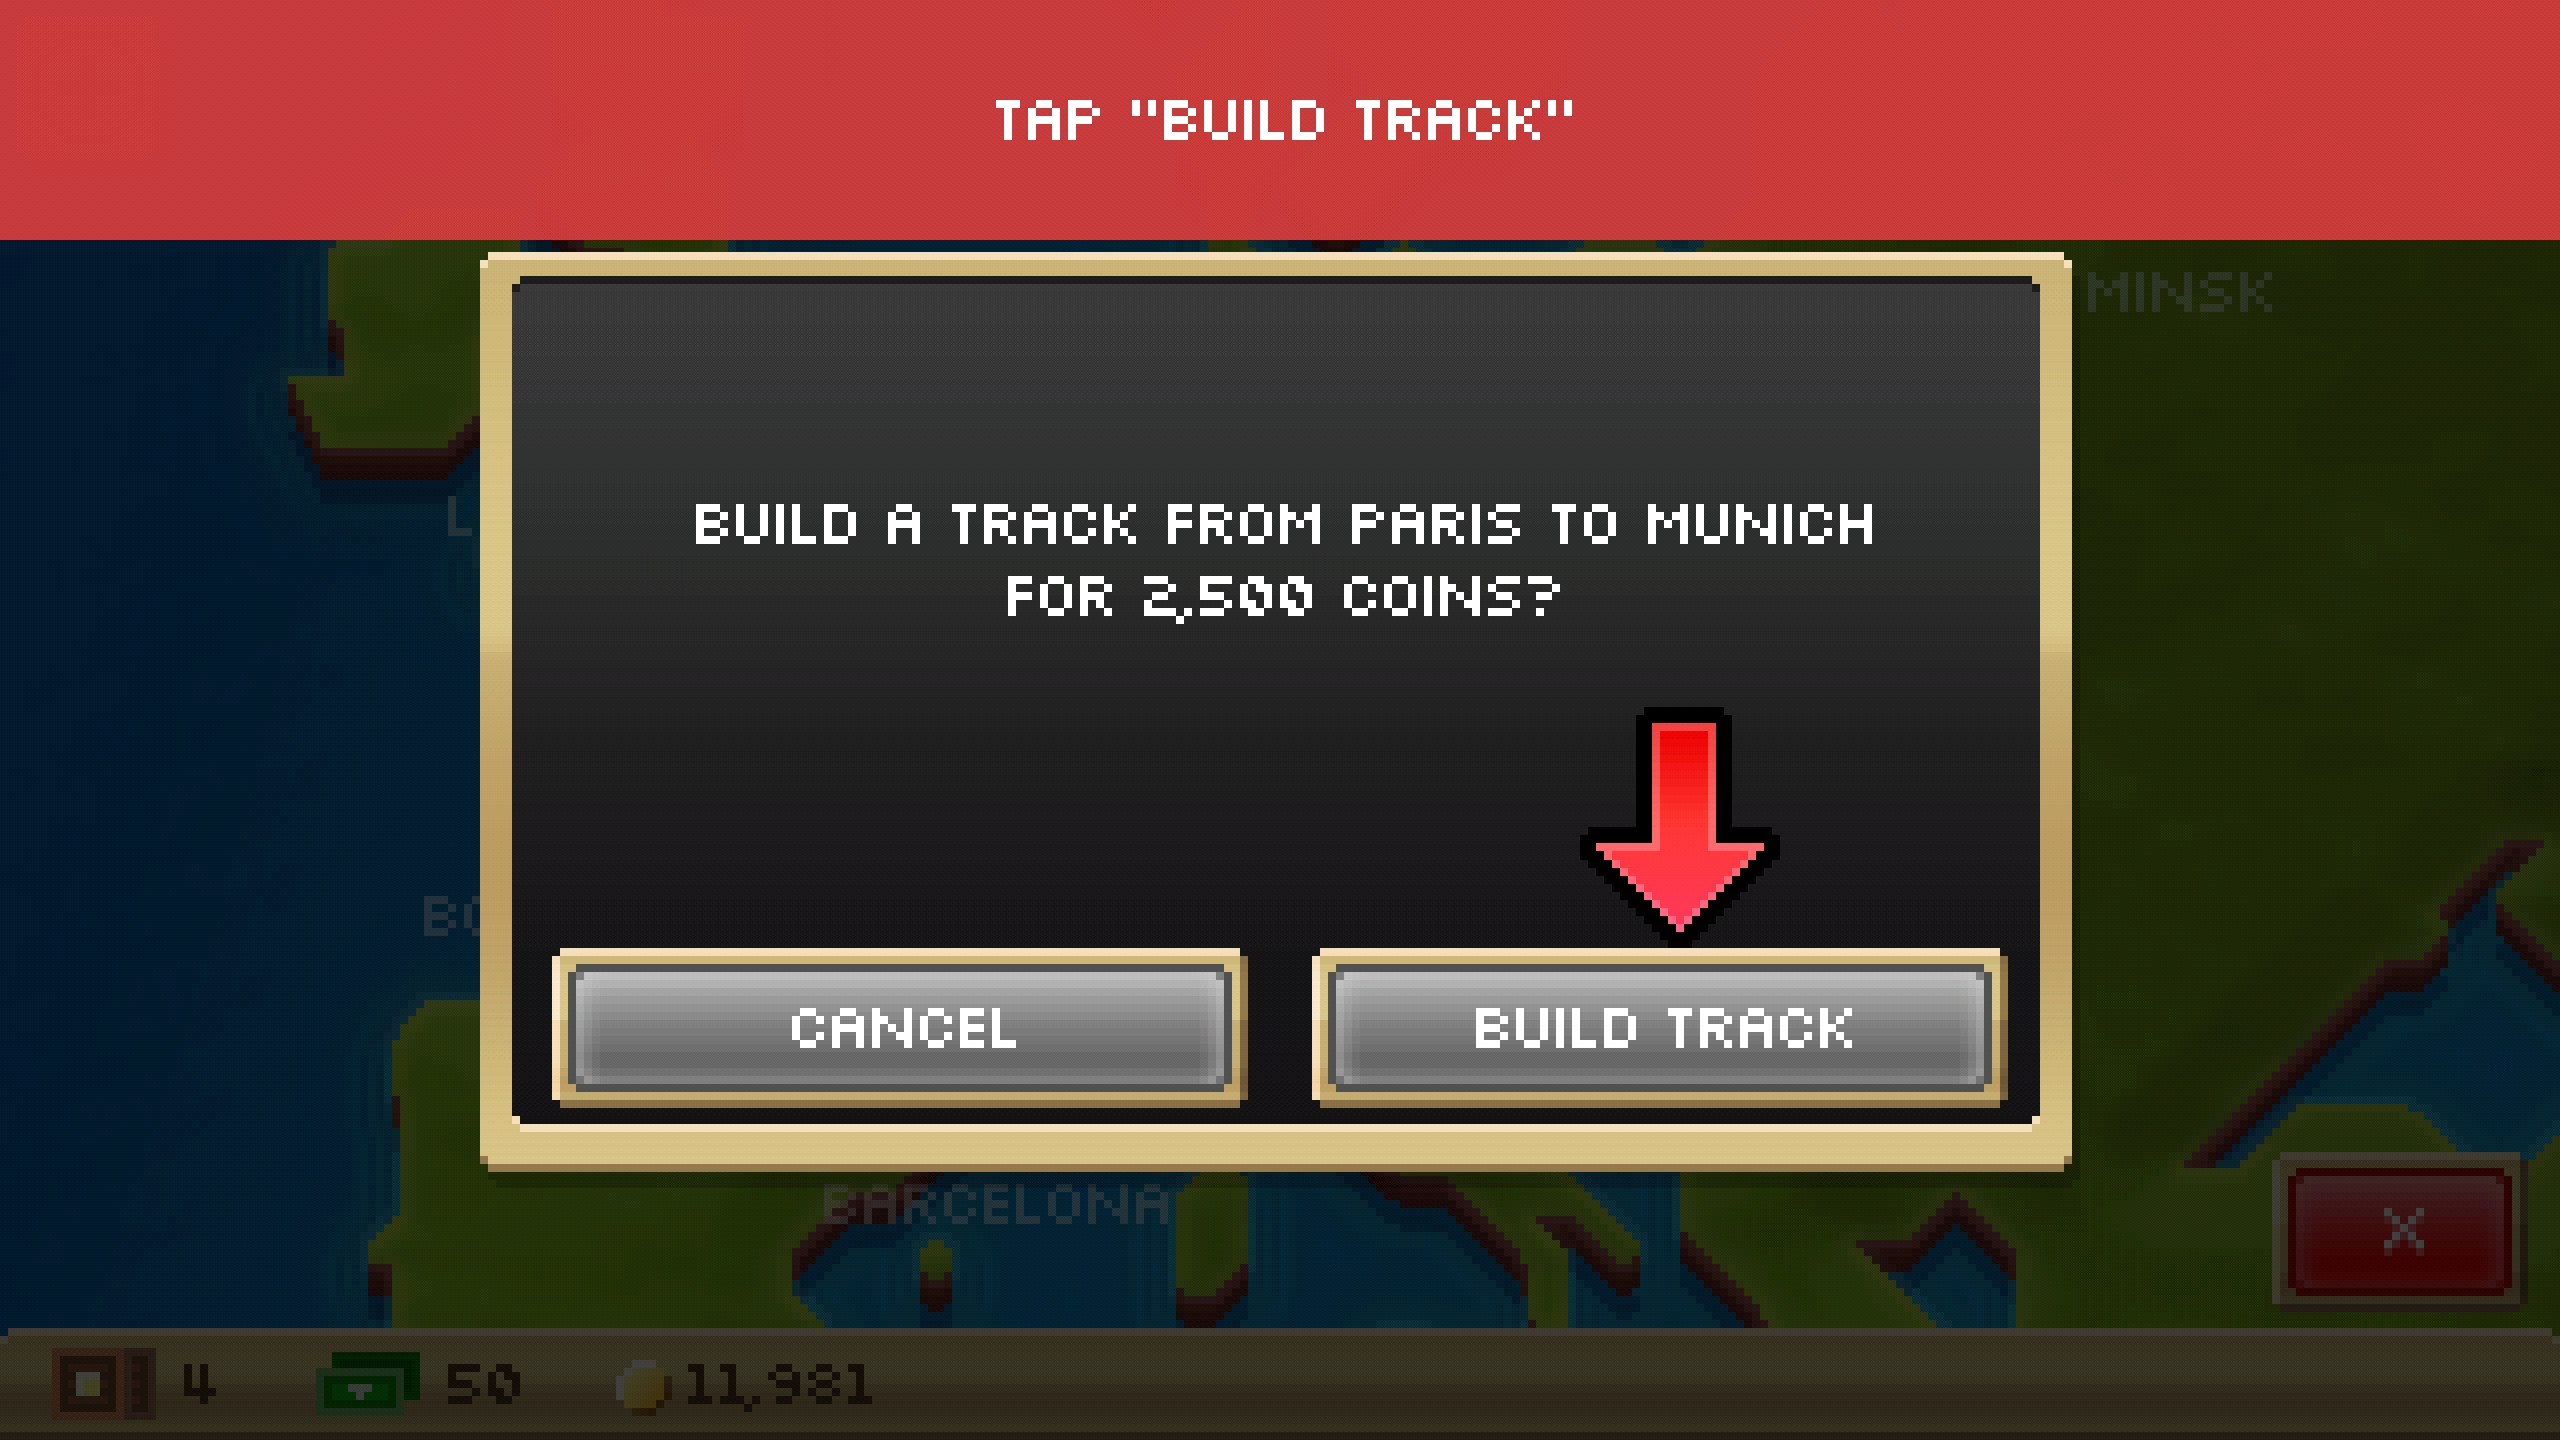 TAP "BUILD TRACK"
MINSK
L
BUILD A TRACK FROM PARIS TO MUNICH
FOR 2,500 COINS?
BO
CANCEL
BUILD TRACK
BARCELONA
X
4
50
11,981